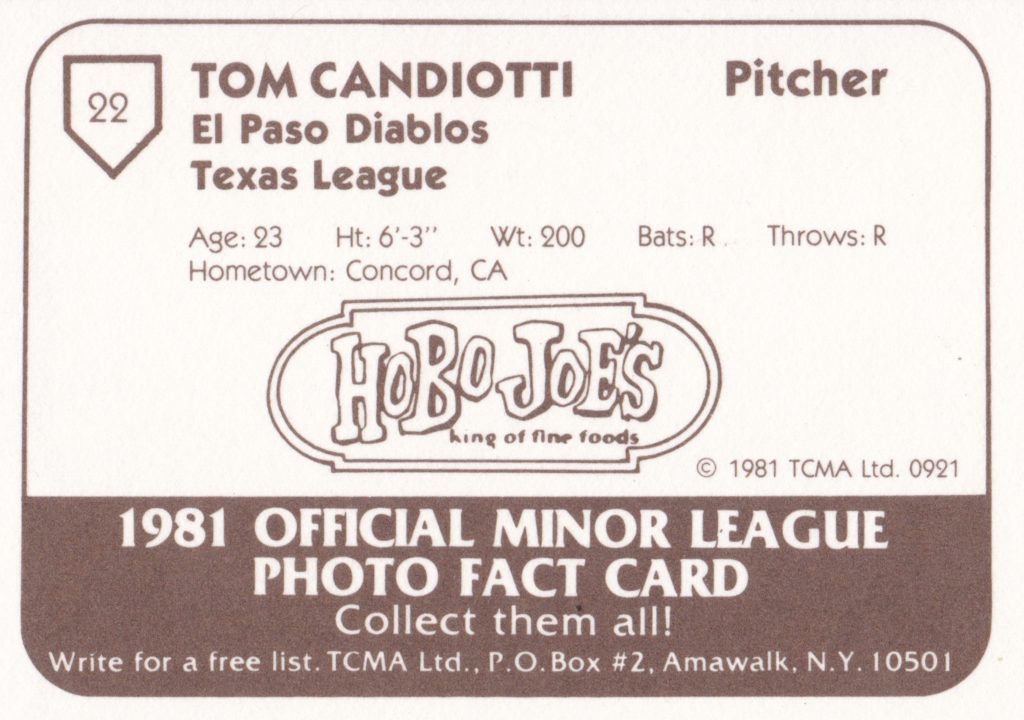 22
TOM CANDIOTTI Pitcher
El Paso Diablos
Texas League
Age: 23 Ht: 6'-3" Wt: 200 Bats: R Throws: R
Hometown: Concord, CA
HOBO JOE'S
king of fine foods
© 1981 TCMA Ltd. 0921
1981 OFFICIAL MINOR LEAGUE
PHOTO FACT CARD
Collect them all!
Write for a free list. TCMA Ltd., P.O. Box #2, Amawalk, N.Y. 10501